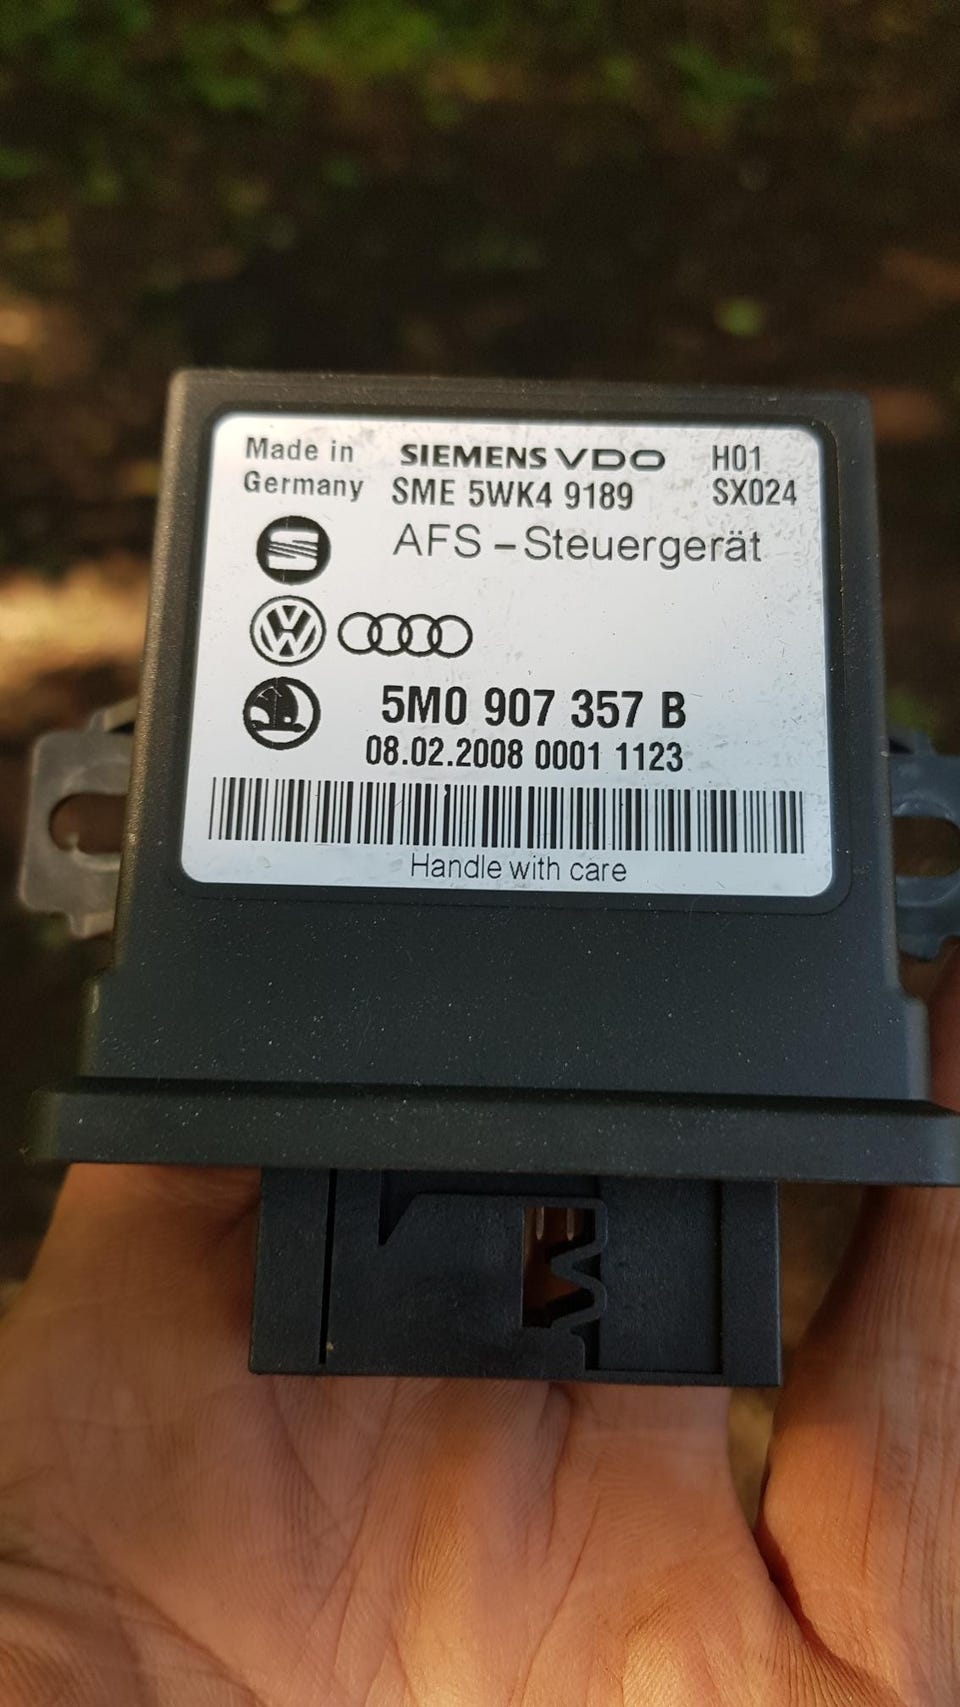 Made in
Germany
SIEMENS VDO
SME 5WK4 9189
H01
SX024
AFS – Steuergerät
5M0 907 357 B
08.02.2008 0001 1123
Handle with care